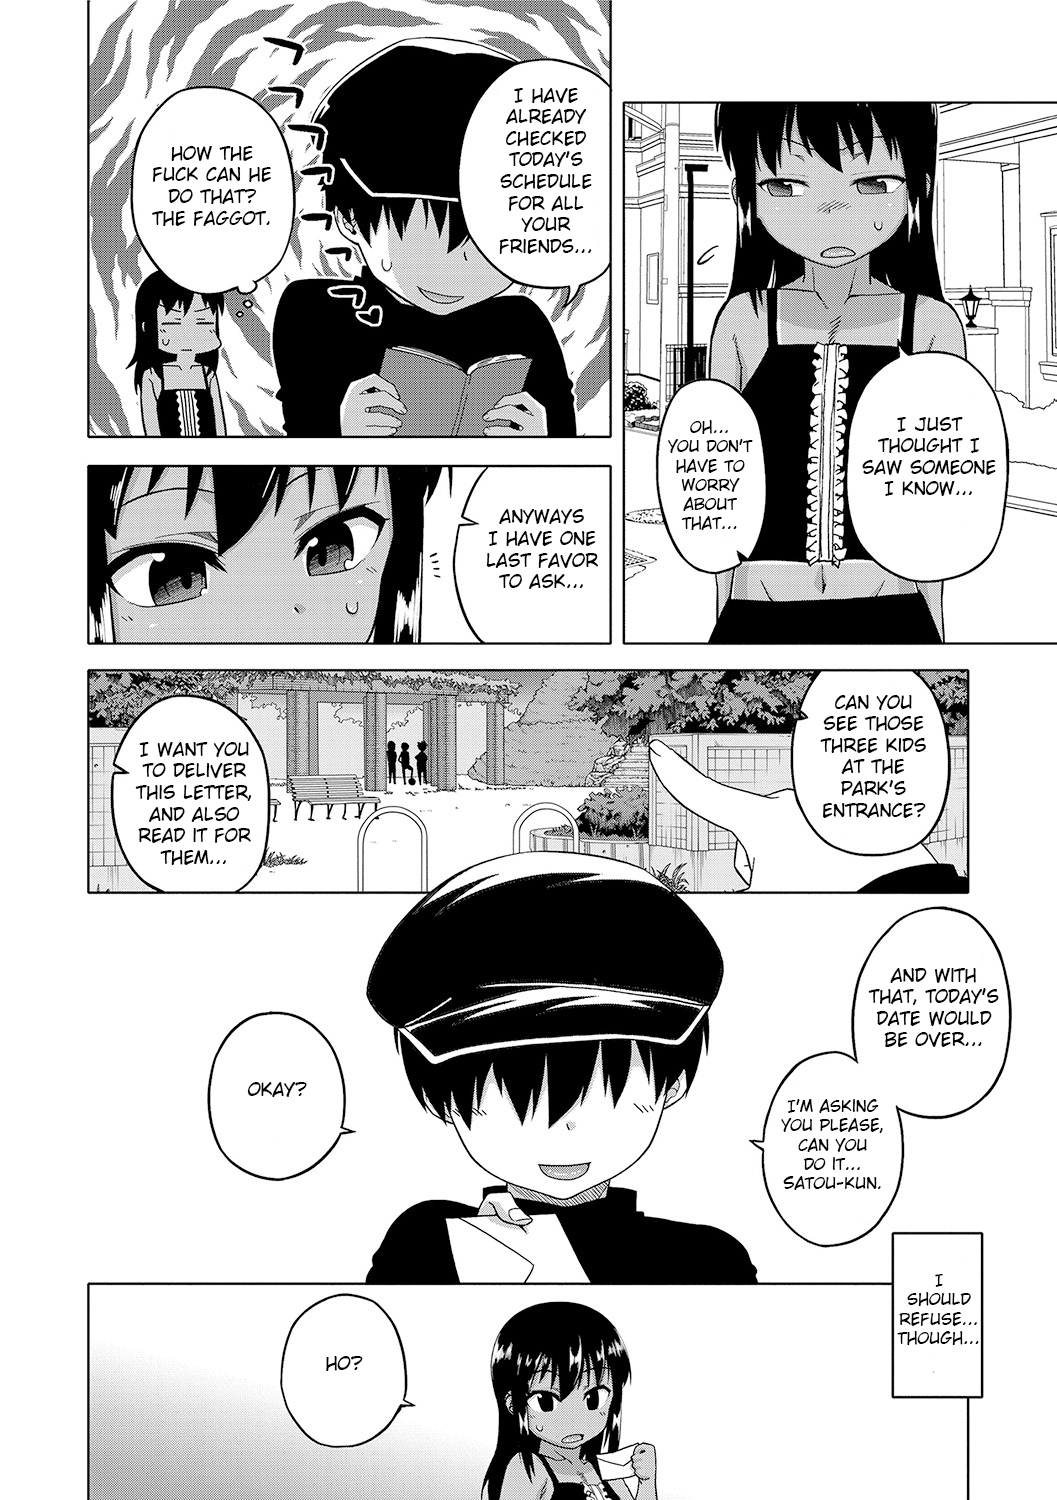 I JUST
THOUGHT I
SAW SOMEONE
I KNOW...
OH...
YOU DON'T
HAVE TO
WORRY
ABOUT
THAT...
I HAVE
ALREADY
CHECKED
TODAY'S
SCHEDULE
FOR ALL
YOUR
FRIENDS...
HOW THE
FUCK CAN HE
DO THAT?
THE FAGGOT.
ANYWAYS
I HAVE ONE
LAST FAVOR
TO ASK...
CAN YOU
SEE THOSE
THREE KIDS
AT THE
PARK'S
ENTRANCE?
I WANT YOU
TO DELIVER
THIS LETTER,
AND ALSO
READ IT FOR
THEM...
AND WITH
THAT, TODAY'S
DATE WOULD
BE OVER...
I'M ASKING
YOU PLEASE,
CAN YOU
DO IT...
SATOU-KUN.
OKAY?
I
SHOULD
REFUSE...
THOUGH...
HO?